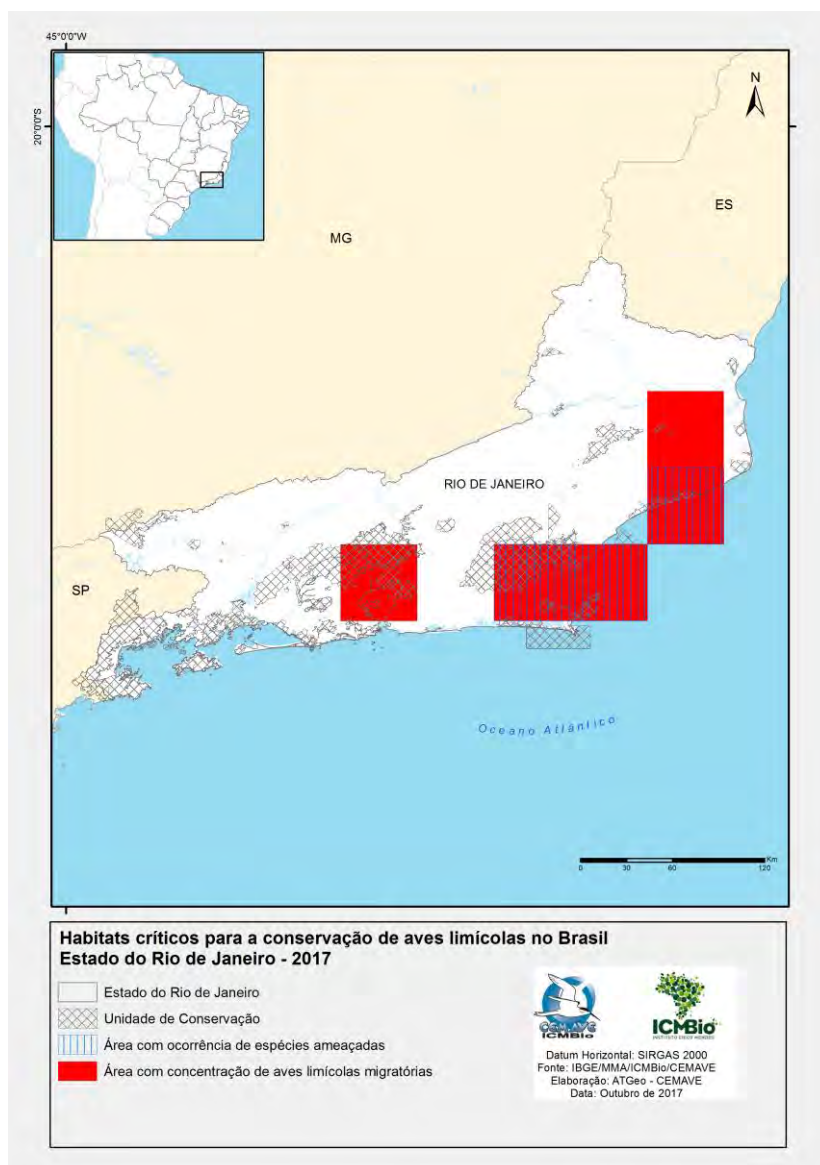 45°0'0"W
20°0'0"S
N
ES
MG
RIO DE JANEIRO
SP
Oceano Atlântico
Km
0 30 60 120
Habitats críticos para a conservação de aves limícolas no Brasil
Estado do Rio de Janeiro - 2017
Estado do Rio de Janeiro
Unidade de Conservação
Área com ocorrência de espécies ameaçadas
Área com concentração de aves limícolas migratórias
CEMAVE
ICMBio
ICMBio
INSTITUTO CHICO MENDES
Datum Horizontal: SIRGAS 2000
Fonte: IBGE/MMA/ICMBio/CEMAVE
Elaboração: ATGeo - CEMAVE
Data: Outubro de 2017